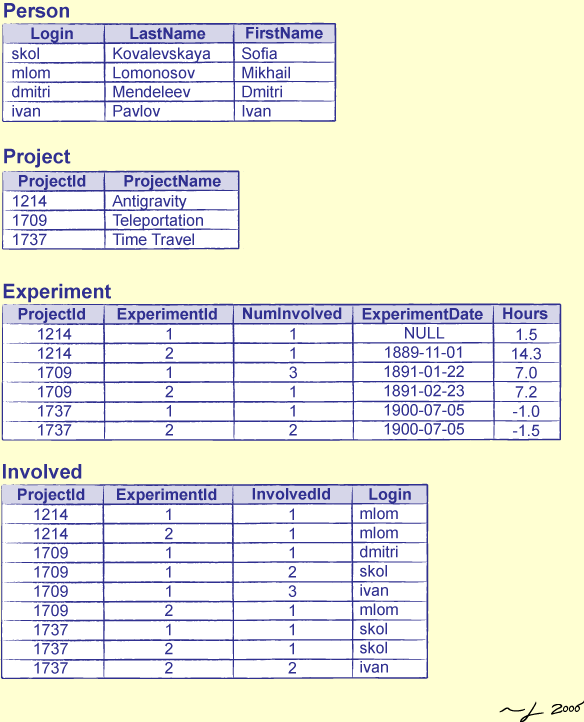 Person
Login LastName FirstName
skol Kovalevskaya Sofia
mlom Lomonosov Mikhail
dmitri Mendeleev Dmitri
ivan Pavlov Ivan
Project
ProjectId ProjectName
1214 Antigravity
1709 Teleportation
1737 Time Travel
Experiment
ProjectId ExperimentId NumInvolved ExperimentDate Hours
1214 1 1 NULL 1.5
1214 2 1 1889-11-01 14.3
1709 1 3 1891-01-22 7.0
1709 2 1 1891-02-23 7.2
1737 1 1 1900-07-05 -1.0
1737 2 2 1900-07-05 -1.5
Involved
ProjectId ExperimentId InvolvedId Login
1214 1 1 mlom
1214 2 1 mlom
1709 1 1 dmitri
1709 1 2 skol
1709 1 3 ivan
1709 2 1 mlom
1737 1 1 skol
1737 2 1 skol
1737 2 2 ivan
2006